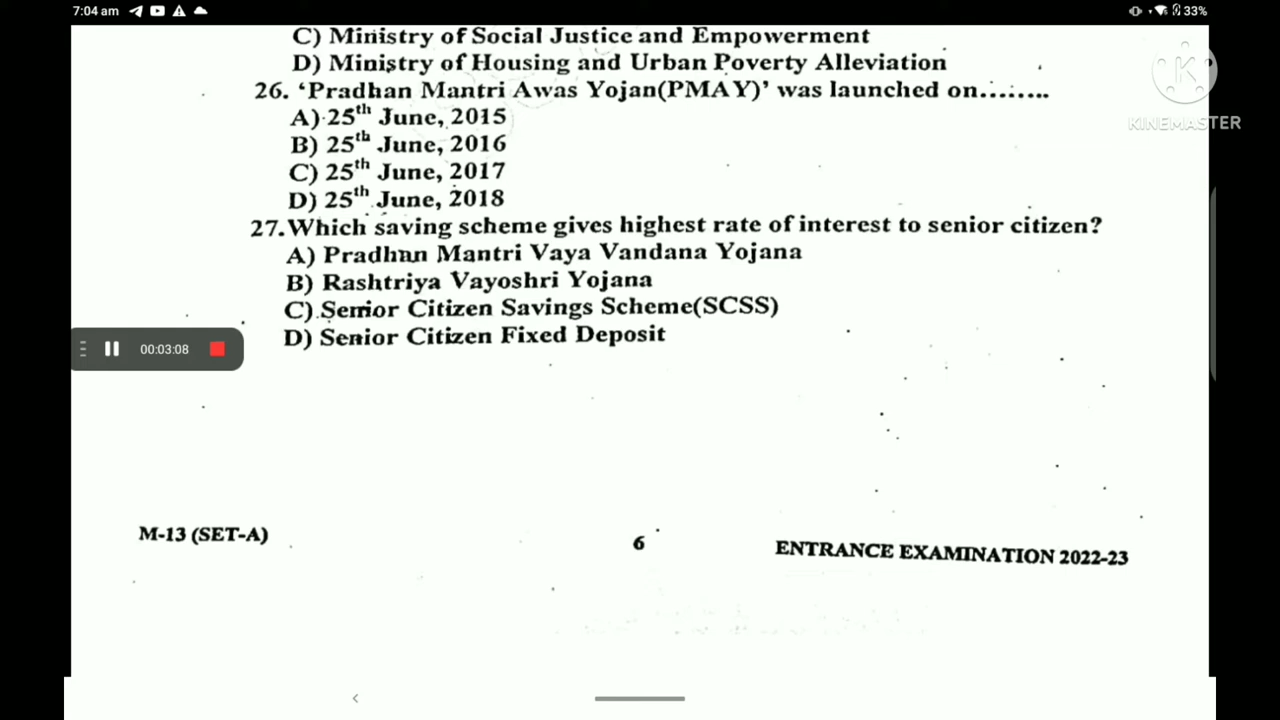 7:04 am
33%
C) Ministry of Social Justice and Empowerment
D) Ministry of Housing and Urban Poverty Alleviation
KINEMASTER
26. ‘Pradhan Mantri Awas Yojan(PMAY)’ was launched on........
A) 25th June, 2015
B) 25th June, 2016
C) 25th June, 2017
D) 25th June, 2018
27.Which saving scheme gives highest rate of interest to senior citizen?
A) Pradhan Mantri Vaya Vandana Yojana
B) Rashtriya Vayoshri Yojana
C) Senior Citizen Savings Scheme(SCSS)
D) Senior Citizen Fixed Deposit
00:03:08
M-13 (SET-A)
6
ENTRANCE EXAMINATION 2022-23